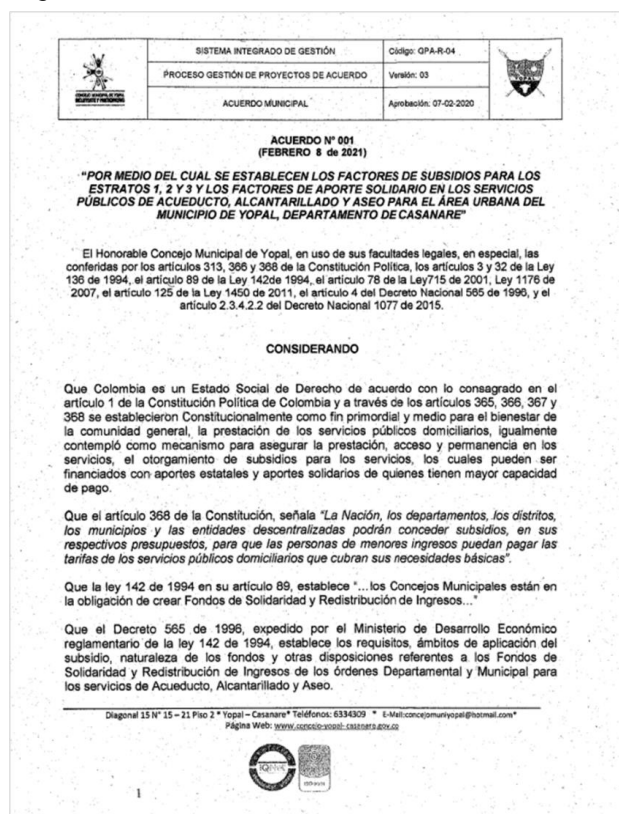 SISTEMA INTEGRADO DE GESTIÓN
Código: GPA-R-04
PROCESO GESTIÓN DE PROYECTOS DE ACUERDO
Versión: 03
ACUERDO MUNICIPAL
Aprobación: 07-02-2020
YOPAL
ACUERDO N° 001
(FEBRERO 8 de 2021)
"POR MEDIO DEL CUAL SE ESTABLECEN LOS FACTORES DE SUBSIDIOS PARA LOS
ESTRATOS 1, 2 Y 3 Y LOS FACTORES DE APORTE SOLIDARIO EN LOS SERVICIOS
PÚBLICOS DE ACUEDUCTO, ALCANTARILLADO Y ASEO PARA EL ÁREA URBANA DEL
MUNICIPIO DE YOPAL, DEPARTAMENTO DE CASANARE"
El Honorable Concejo Municipal de Yopal, en uso de sus facultades legales, en especial, las
conferidas por los artículos 313, 366 y 368 de la Constitución Política, los artículos 3 y 32 de la Ley
136 de 1994, el artículo 89 de la Ley 142de 1994, el artículo 78 de la Ley715 de 2001, Ley 1176 de
2007, el artículo 125 de la Ley 1450 de 2011, el artículo 4 del Decreto Nacional 565 de 1996, y el
artículo 2.3.4.2.2 del Decreto Nacional 1077 de 2015.
CONSIDERANDO
Que Colombia es un Estado Social de Derecho de acuerdo con lo consagrado en el
artículo 1 de la Constitución Política de Colombia y a través de los artículos 365, 366, 367 y
368 se establecieron Constitucionalmente como fin primordial y medio para el bienestar de
la comunidad general, la prestación de los servicios públicos domiciliarios, igualmente
contempló como mecanismo para asegurar la prestación, acceso y permanencia en los
servicios, el otorgamiento de subsidios para los servicios, los cuales pueden ser
financiados con aportes estatales y aportes solidarios de quienes tienen mayor capacidad
de pago.
Que el artículo 368 de la Constitución, señala "La Nación, los departamentos, los distritos,
los municipios y las entidades descentralizadas podrán conceder subsidios, en sus
respectivos presupuestos, para que las personas de menores ingresos puedan pagar las
tarifas de los servicios públicos domiciliarios que cubran sus necesidades básicas".
Que la ley 142 de 1994 en su artículo 89, establece "...los Concejos Municipales están en
la obligación de crear Fondos de Solidaridad y Redistribución de Ingresos..."
Que el Decreto 565 de 1996, expedido por el Ministerio de Desarrollo Económico
reglamentario de la ley 142 de 1994, establece los requisitos, ámbitos de aplicación del
subsidio, naturaleza de los fondos y otras disposiciones referentes a los Fondos de
Solidaridad y Redistribución de Ingresos de los órdenes Departamental y Municipal para
los servicios de Acueducto, Alcantarillado y Aseo.
Diagonal 15 N° 15 – 21 Piso 2 * Yopal – Casanare* Teléfonos: 6334309 * E-Mail:concejomuniyopal@hotmail.com*
Página Web: www.concejo-yopal- casanare.gov.co
IQNet
1